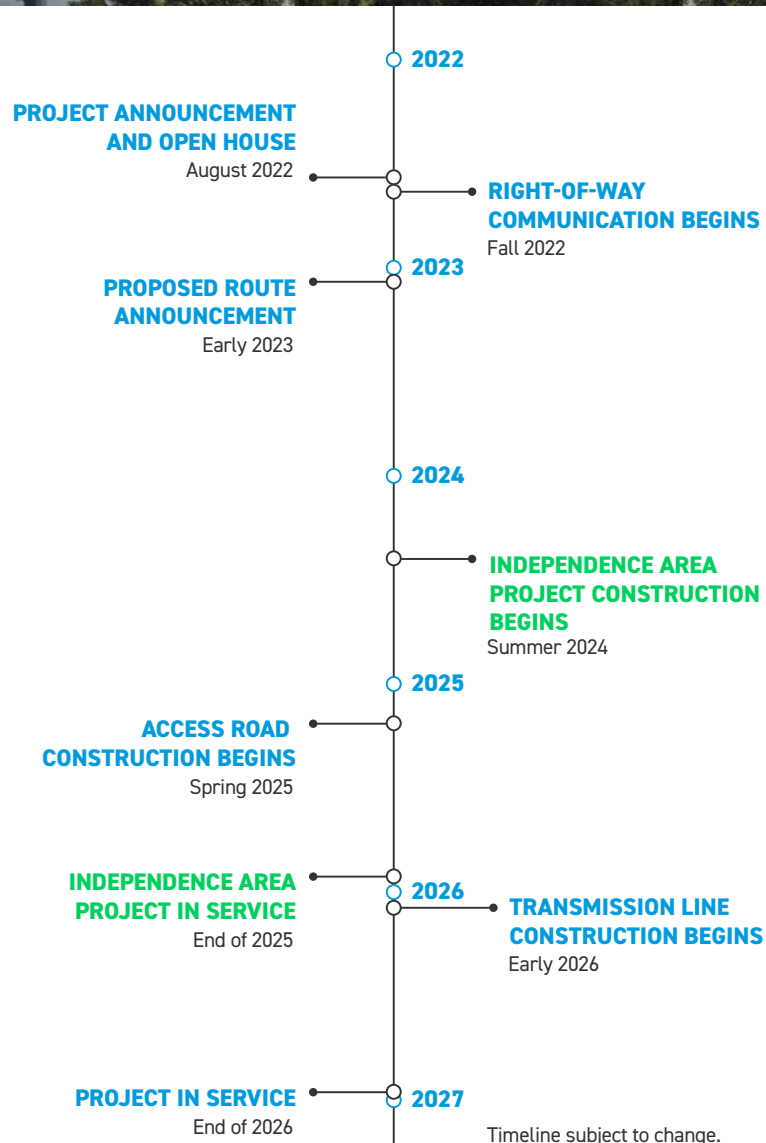 2022
PROJECT ANNOUNCEMENT
AND OPEN HOUSE
August 2022
RIGHT-OF-WAY
COMMUNICATION BEGINS
Fall 2022
2023
PROPOSED ROUTE
ANNOUNCEMENT
Early 2023
2024
INDEPENDENCE AREA
PROJECT CONSTRUCTION
BEGINS
Summer 2024
2025
ACCESS ROAD
CONSTRUCTION BEGINS
Spring 2025
INDEPENDENCE AREA
PROJECT IN SERVICE
End of 2025
2026
TRANSMISSION LINE
CONSTRUCTION BEGINS
Early 2026
PROJECT IN SERVICE
End of 2026
2027
Timeline subject to change.